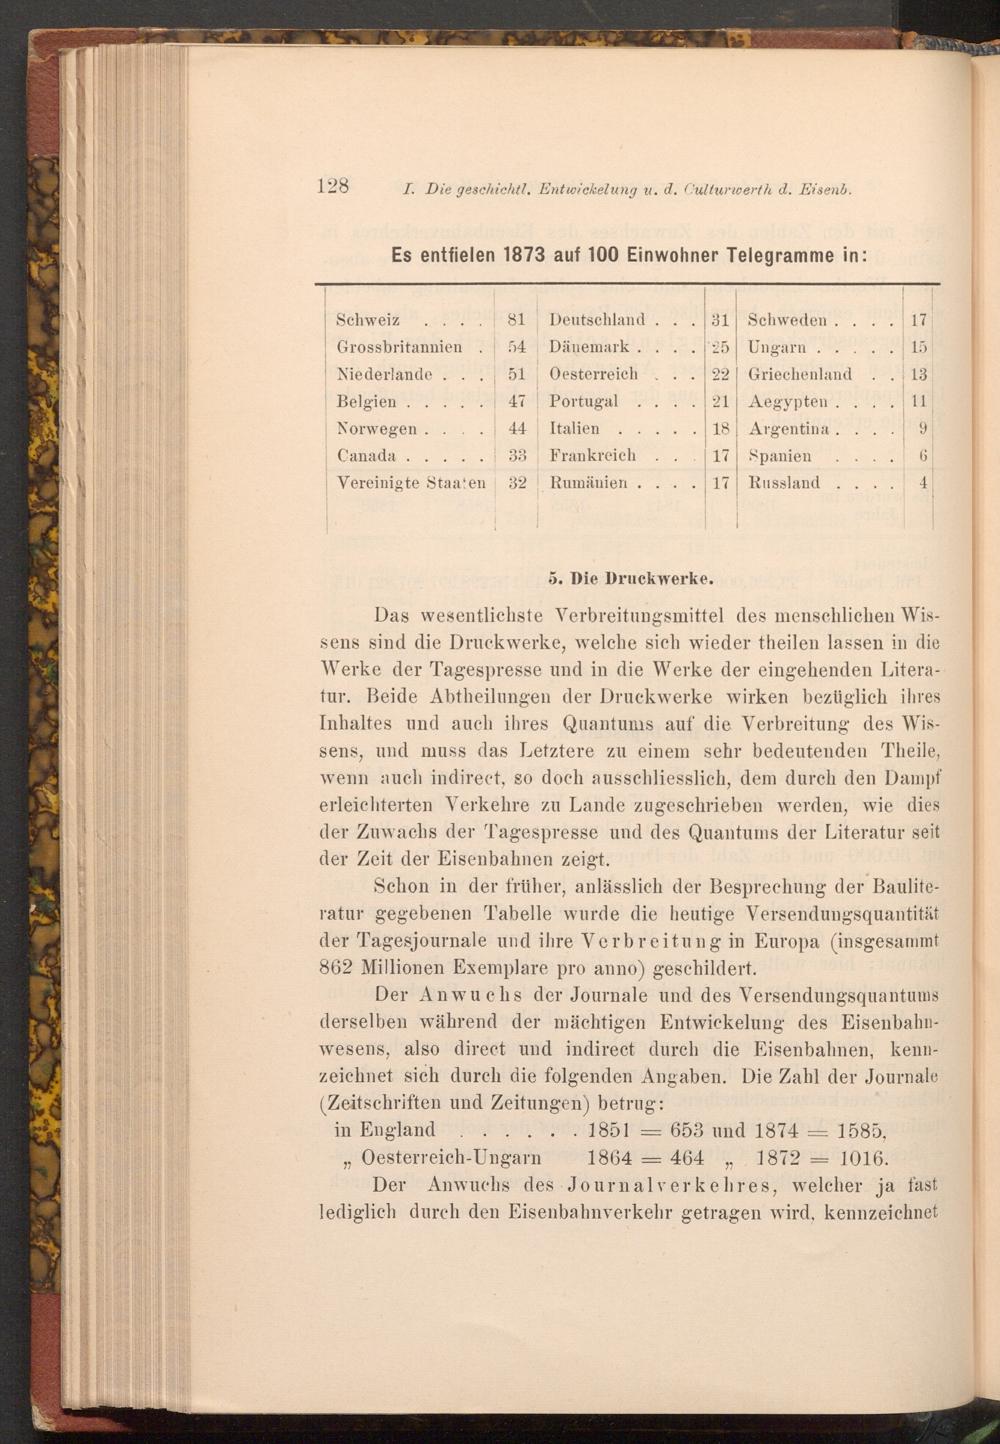 128 I. Die geschichtl. Entwickelung u. d. Culturwerth d. Eisenb.
Es entfielen 1873 auf 100 Einwohner Telegramme in:
Schweiz . . . . 81 Deutschland . . . 31 Schweden . . . . 17
Grossbritannien . 54 Dänemark . . . . 25 Ungarn . . . . . 15
Niederlande . . . 51 Oesterreich . . . 22 Griechenland . . 13
Belgien . . . . . 47 Portugal . . . . 21 Aegypten . . . . 11
Norwegen . . . . 44 Italien . . . . . 18 Argentina . . . . 9
Canada . . . . . 33 Frankreich . . . 17 Spanien . . . . 6
Vereinigte Staaten 32 Rumänien . . . . 17 Russland . . . . 4
5. Die Druckwerke.
Das wesentlichste Verbreitungsmittel des menschlichen Wis-
sens sind die Druckwerke, welche sich wieder theilen lassen in die
Werke der Tagespresse und in die Werke der eingehenden Litera-
tur. Beide Abtheilungen der Druckwerke wirken bezüglich ihres
Inhaltes und auch ihres Quantums auf die Verbreitung des Wis-
sens, und muss das Letztere zu einem sehr bedeutenden Theile,
wenn auch indirect, so doch ausschliesslich, dem durch den Dampf
erleichterten Verkehre zu Lande zugeschrieben werden, wie dies
der Zuwachs der Tagespresse und des Quantums der Literatur seit
der Zeit der Eisenbahnen zeigt.
Schon in der früher, anlässlich der Besprechung der Baulite-
ratur gegebenen Tabelle wurde die heutige Versendungsquantität
der Tagesjournale und ihre Verbreitung in Europa (insgesammt
862 Millionen Exemplare pro anno) geschildert.
Der Anwuchs der Journale und des Versendungsquantums
derselben während der mächtigen Entwickelung des Eisenbahn-
wesens, also direct und indirect durch die Eisenbahnen, kenn-
zeichnet sich durch die folgenden Angaben. Die Zahl der Journale
(Zeitschriften und Zeitungen) betrug:
in England . . . . . . 1851 = 653 und 1874 = 1585,
„ Oesterreich-Ungarn 1864 = 464 „ 1872 = 1016.
Der Anwuchs des Journalverkehres, welcher ja fast
lediglich durch den Eisenbahnverkehr getragen wird, kennzeichnet